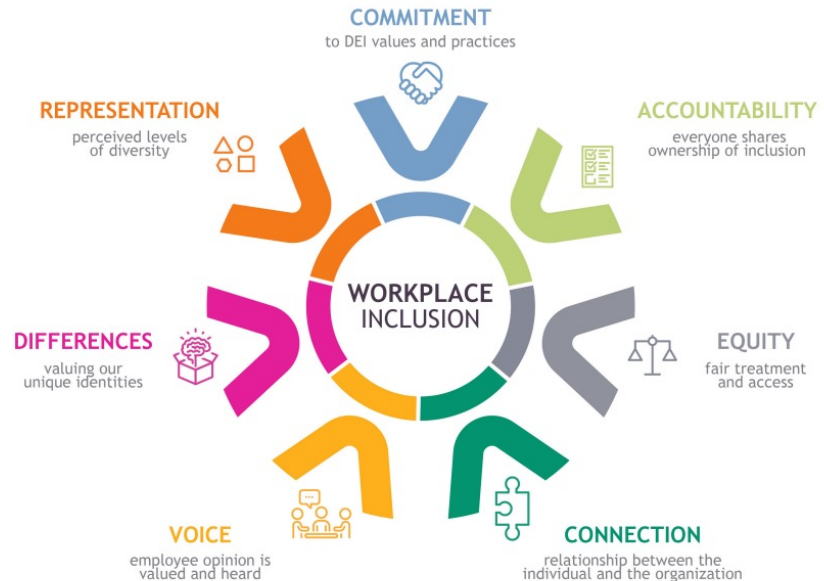 COMMITMENT
to DEI values and practices
REPRESENTATION
perceived levels
of diversity
ACCOUNTABILITY
everyone shares
ownership of inclusion
WORKPLACE
INCLUSION
DIFFERENCES
valuing our
unique identities
EQUITY
fair treatment
and access
VOICE
employee opinion is
valued and heard
CONNECTION
relationship between the
individual and the organization